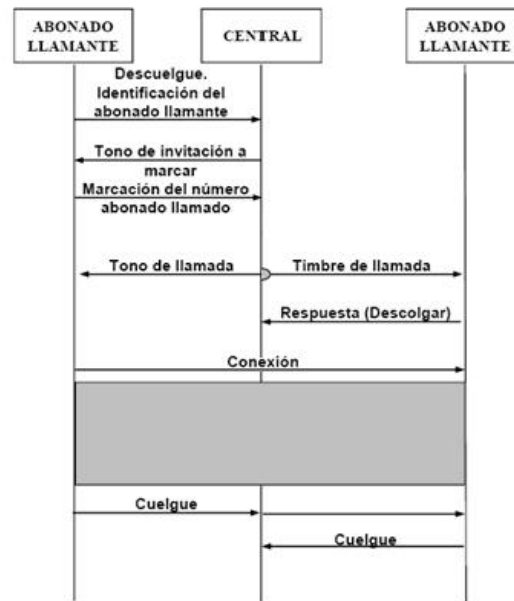 ABONADO
LLAMANTE
CENTRAL
ABONADO
LLAMANTE
Descuelgue.
Identificación del
abonado llamante
Tono de invitación a
marcar
Marcación del número
abonado llamado
Tono de llamada
Timbre de llamada
Respuesta (Descolgar)
Conexión
Cuelgue
Cuelgue